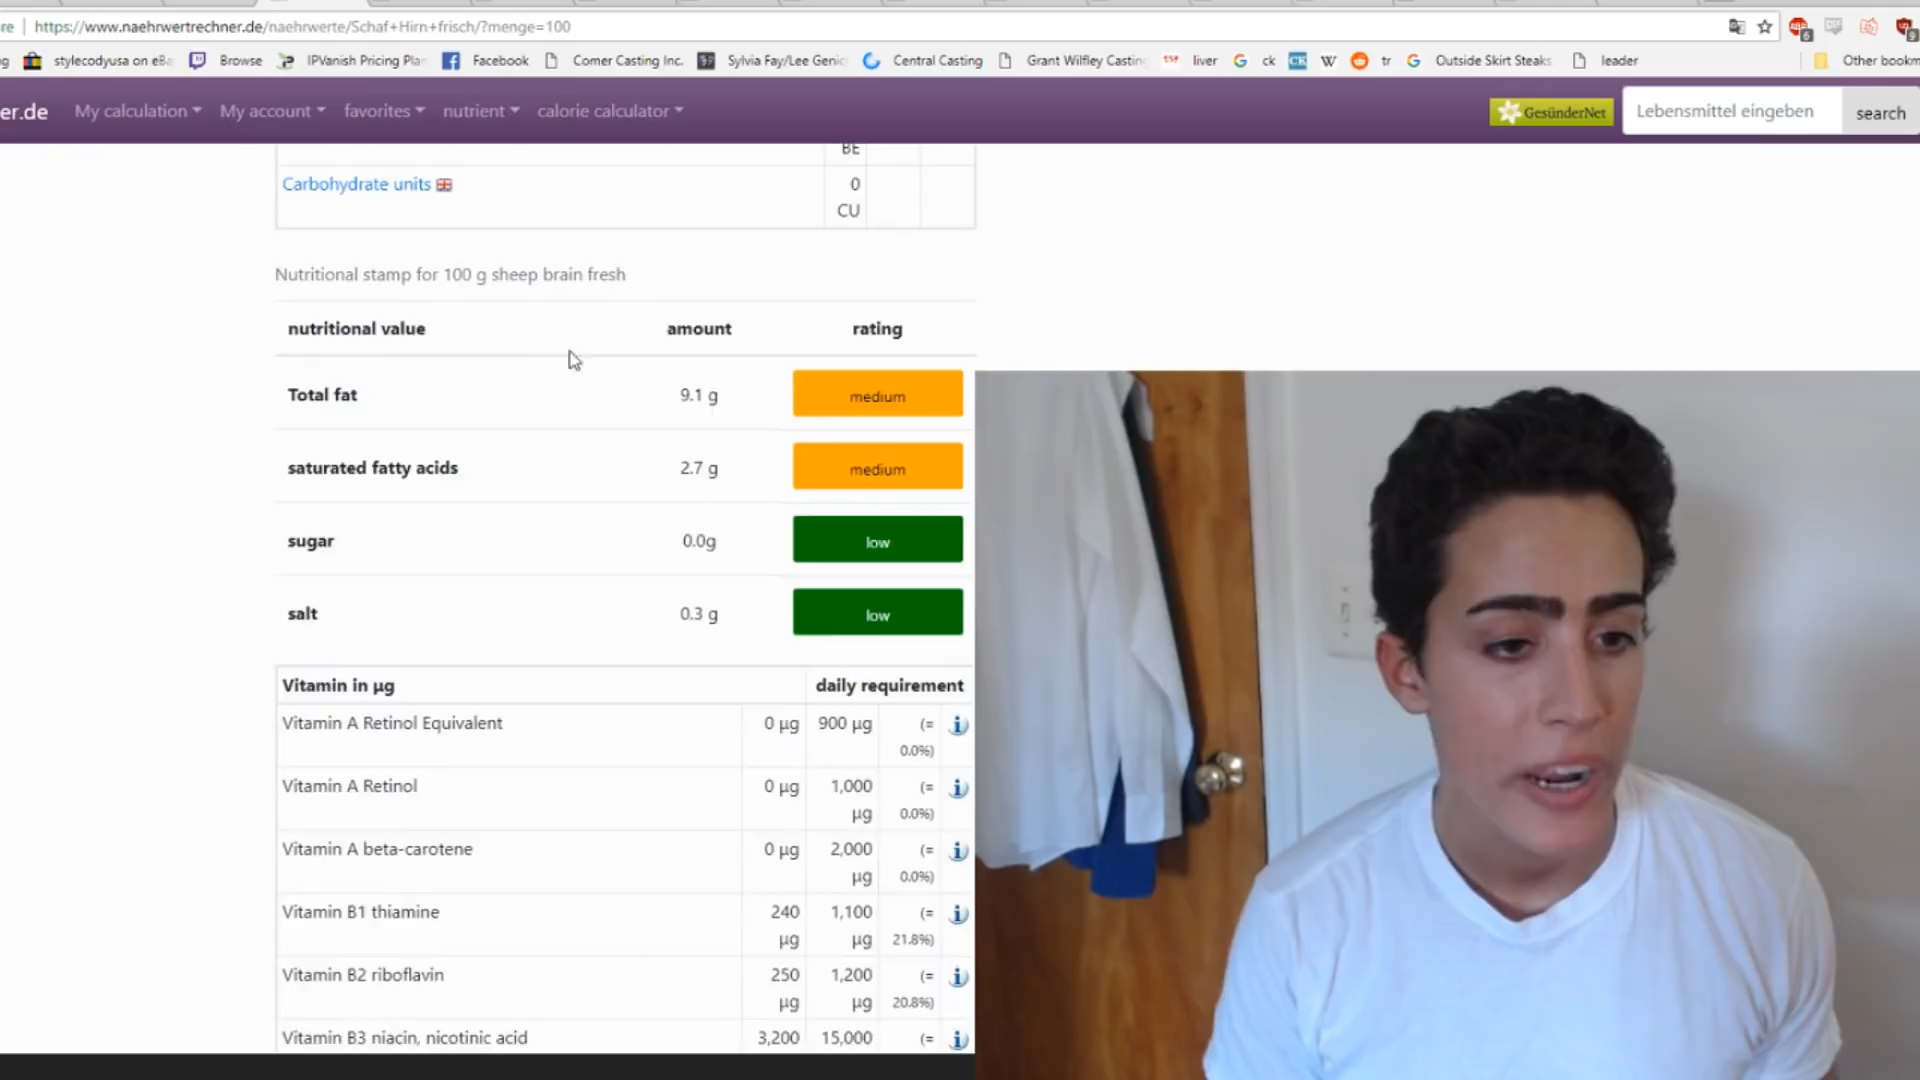 re https://www.naehrwertrechner.de/naehrwerte/Schaf+Hirn+frisch/?menge=100
g stylecodyusa on eBa Browse IPVanish Pricing Plan Facebook Comer Casting Inc. Sylvia Fay/Lee Genic Central Casting Grant Wilfley Casting liver ck CK W tr Outside Skirt Steaks leader Other bookm
er.de My calculation My account favorites nutrient calorie calculator GesünderNet Lebensmittel eingeben search
BE
Carbohydrate units 0
CU
Nutritional stamp for 100 g sheep brain fresh
nutritional value amount rating
Total fat 9.1 g medium
saturated fatty acids 2.7 g medium
sugar 0.0g low
salt 0.3 g low
Vitamin in µg daily requirement
Vitamin A Retinol Equivalent 0 µg 900 µg (=
0.0%)
Vitamin A Retinol 0 µg 1,000 (=
µg 0.0%)
Vitamin A beta-carotene 0 µg 2,000 (=
µg 0.0%)
Vitamin B1 thiamine 240 1,100 (=
µg µg 21.8%)
Vitamin B2 riboflavin 250 1,200 (=
µg µg 20.8%)
Vitamin B3 niacin, nicotinic acid 3,200 15,000 (=